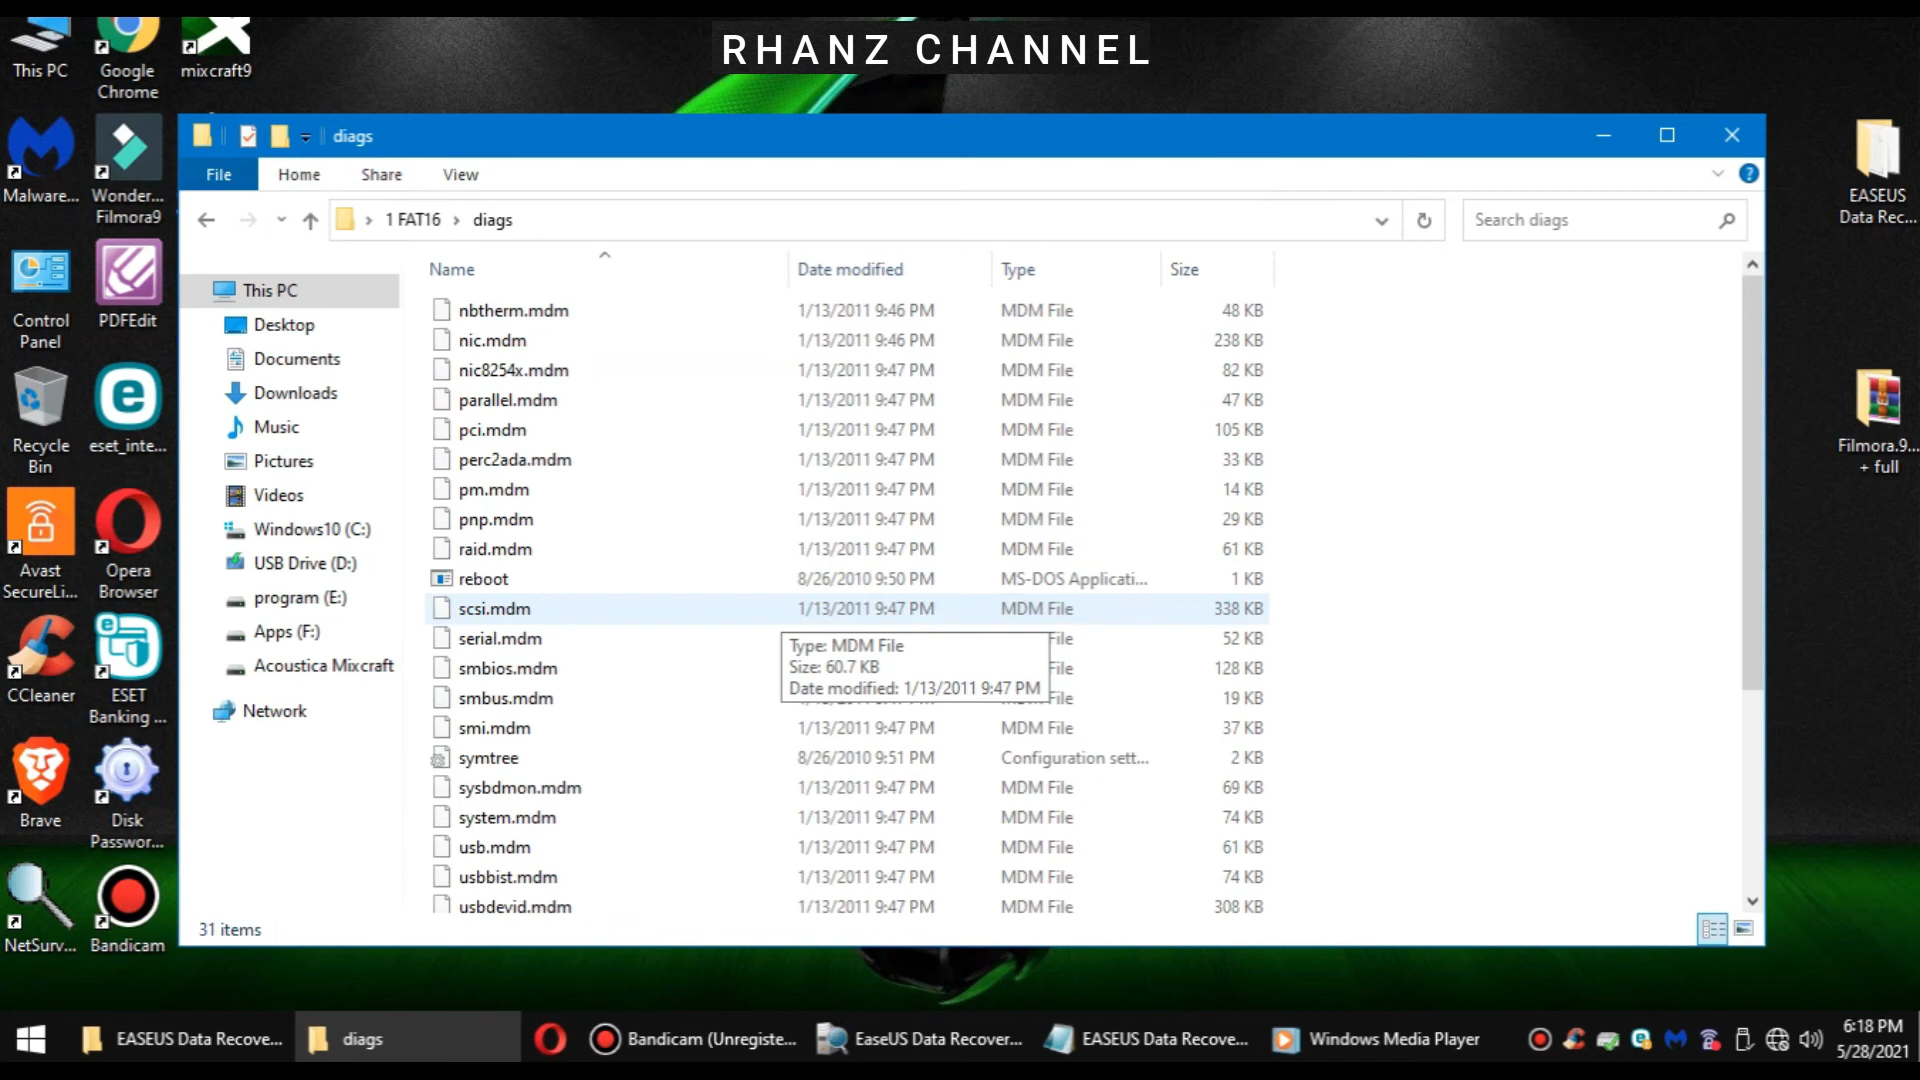 RHANZ CHANNEL
This PC
Google
Chrome
mixcraft9
Malware...
Wonder...
Filmora9
Control
Panel
PDFEdit
Recycle
Bin
eset_inte...
Avast
SecureLi...
Opera
Browser
CCleaner
ESET
Banking ...
Brave
Disk
Passwor...
NetSurv...
Bandicam
EASEUS
Data Rec...
Filmora.9...
+ full
diags
File Home Share View
1 FAT16 > diags
Search diags
This PC
Desktop
Documents
Downloads
Music
Pictures
Videos
Windows10 (C:)
USB Drive (D:)
program (E:)
Apps (F:)
Acoustica Mixcraft
Network
Name Date modified Type Size
nbtherm.mdm 1/13/2011 9:46 PM MDM File 48 KB
nic.mdm 1/13/2011 9:46 PM MDM File 238 KB
nic8254x.mdm 1/13/2011 9:47 PM MDM File 82 KB
parallel.mdm 1/13/2011 9:47 PM MDM File 47 KB
pci.mdm 1/13/2011 9:47 PM MDM File 105 KB
perc2ada.mdm 1/13/2011 9:47 PM MDM File 33 KB
pm.mdm 1/13/2011 9:47 PM MDM File 14 KB
pnp.mdm 1/13/2011 9:47 PM MDM File 29 KB
raid.mdm 1/13/2011 9:47 PM MDM File 61 KB
reboot 8/26/2010 9:50 PM MS-DOS Applicati... 1 KB
scsi.mdm 1/13/2011 9:47 PM MDM File 338 KB
serial.mdm File 52 KB
smbios.mdm File 128 KB
smbus.mdm File 19 KB
Type: MDM File
Size: 60.7 KB
Date modified: 1/13/2011 9:47 PM
smi.mdm 1/13/2011 9:47 PM MDM File 37 KB
symtree 8/26/2010 9:51 PM Configuration sett... 2 KB
sysbdmon.mdm 1/13/2011 9:47 PM MDM File 69 KB
system.mdm 1/13/2011 9:47 PM MDM File 74 KB
usb.mdm 1/13/2011 9:47 PM MDM File 61 KB
usbbist.mdm 1/13/2011 9:47 PM MDM File 74 KB
usbdevid.mdm 1/13/2011 9:47 PM MDM File 308 KB
31 items
EASEUS Data Recove...
diags
Bandicam (Unregiste...
EaseUS Data Recover...
EASEUS Data Recove...
Windows Media Player
6:18 PM
5/28/2021